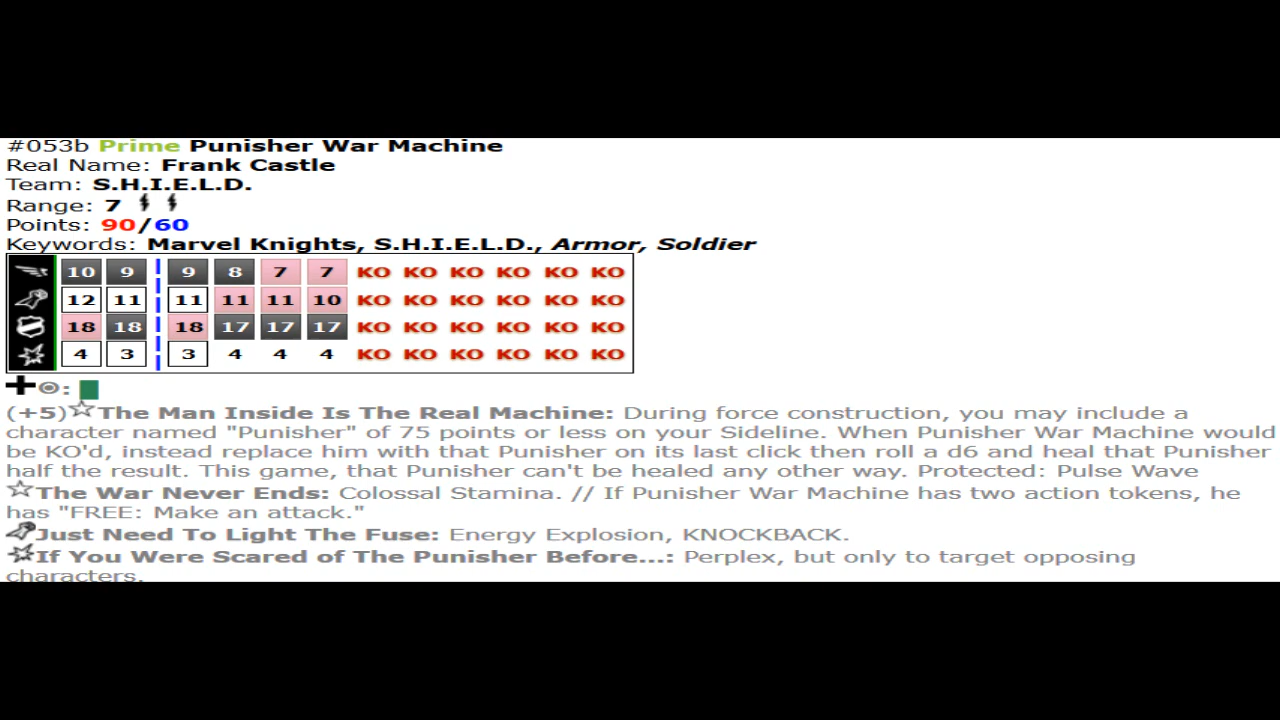 #053b Prime Punisher War Machine
Real Name: Frank Castle
Team: S.H.I.E.L.D.
Range: 7
Points: 90/60
Keywords: Marvel Knights, S.H.I.E.L.D., Armor, Soldier
10 9 9 8 7 7 KO KO KO KO KO KO
12 11 11 11 11 10 KO KO KO KO KO KO
18 18 18 17 17 17 KO KO KO KO KO KO
4 3 3 4 4 4 KO KO KO KO KO KO
:
(+5)☆The Man Inside Is The Real Machine: During force construction, you may include a
character named "Punisher" of 75 points or less on your Sideline. When Punisher War Machine would
be KO'd, instead replace him with that Punisher on its last click then roll a d6 and heal that Punisher
half the result. This game, that Punisher can't be healed any other way. Protected: Pulse Wave
☆The War Never Ends: Colossal Stamina. // If Punisher War Machine has two action tokens, he
has "FREE: Make an attack."
Just Need To Light The Fuse: Energy Explosion, KNOCKBACK.
If You Were Scared of The Punisher Before...: Perplex, but only to target opposing
characters.